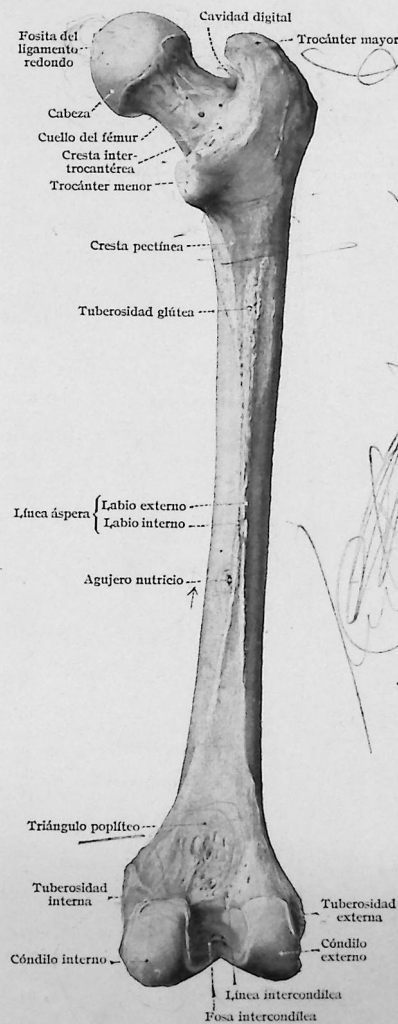 Cavidad digital
Fosita del
ligamento
redondo
Trocánter mayor
Cabeza
Cuello del fémur
Cresta inter-
trocantérea
Trocánter menor
Cresta pectínea
Tuberosidad glútea
Línea áspera
Labio externo
Labio interno
Agujero nutricio
Triángulo poplíteo
Tuberosidad
interna
Tuberosidad
externa
Cóndilo interno
Cóndilo
externo
Línea intercondílea
Fosa intercondílea